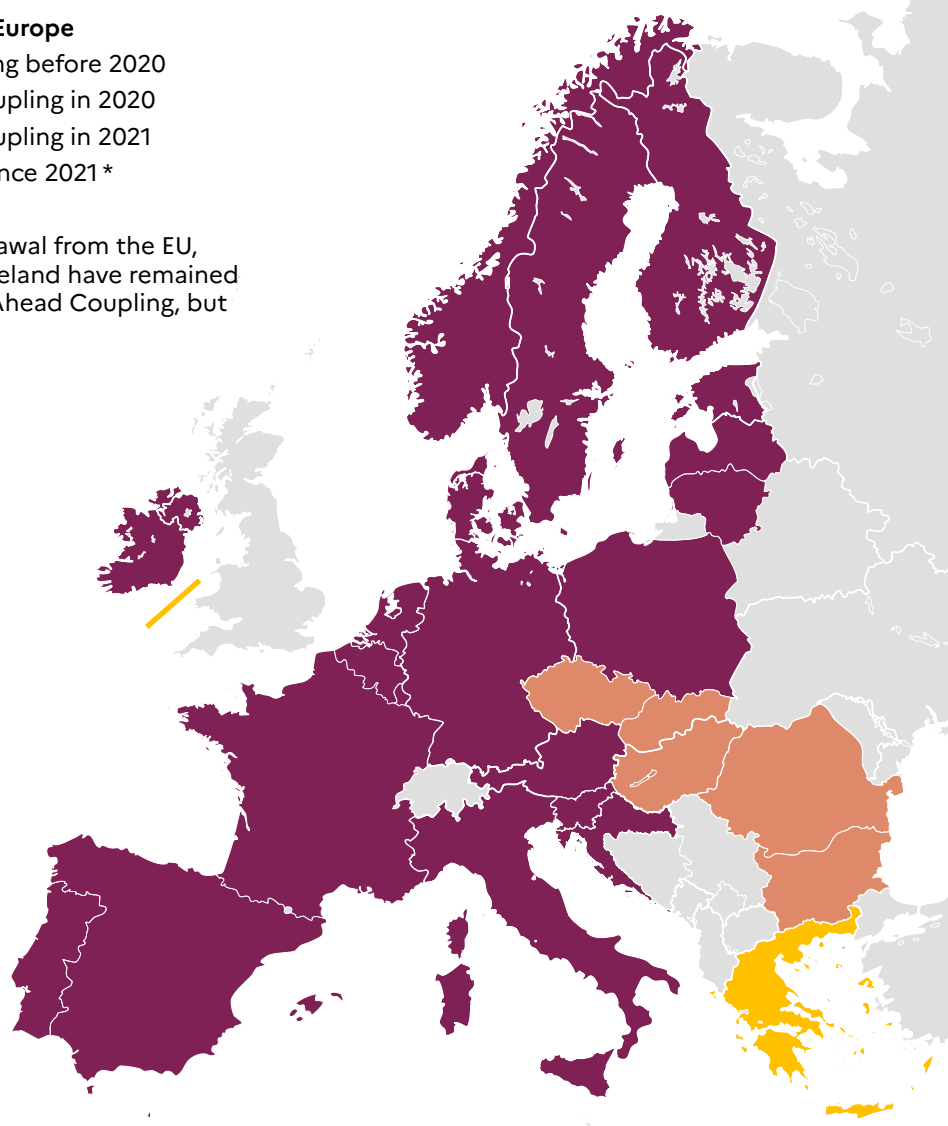 Europe
ng before 2020
upling in 2020
upling in 2021
nce 2021*
awal from the EU,
eland have remained
Ahead Coupling, but